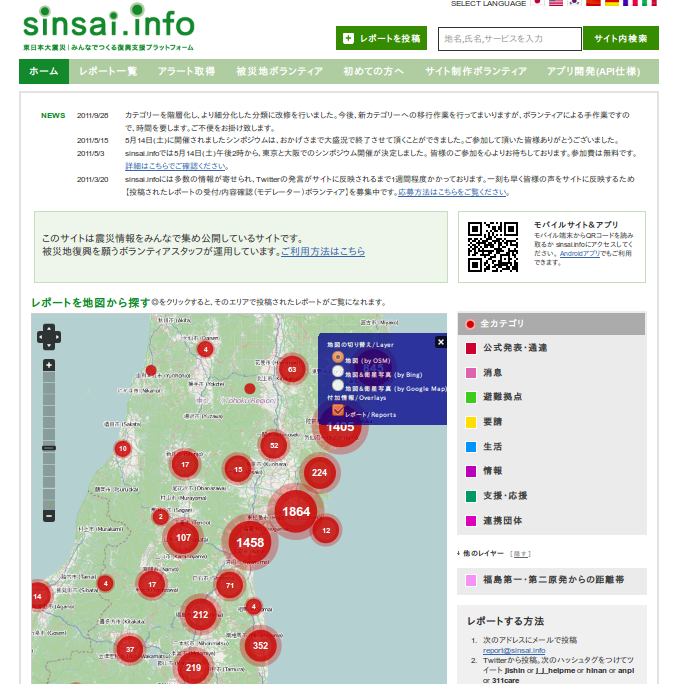 SELECT LANGUAGE
sinsai.info
東日本大震災 | みんなでつくる復興支援プラットフォーム
レポートを投稿
地名,氏名,サービスを入力
サイト内検索
ホーム
レポート一覧
アラート取得
被災地ボランティア
初めての方へ
サイト制作ボランティア
アプリ開発(API仕様)
NEWS
2011/9/28 カテゴリーを階層化し、より細分化した分類に改修を行いました。今後、新カテゴリーへの移行作業を行ってまいりますが、ボランティアによる手作業ですの
で、時間を要します。ご不便をお掛け致します。
2011/5/15 5月14日(土)に開催されましたシンポジウムは、おかげさまで大盛況で終了させて頂くことができました。ご参加して頂いた皆様ありがとうございました。
2011/5/3 sinsai.infoでは5月14日(土)午後2時から、東京と大阪でのシンポジウム開催が決定しました。 皆様のご参加を心よりお待ちしております。参加費は無料です。
詳細はこちらでご確認ください。
2011/3/20 sinsai.infoには多数の情報が寄せられ、Twitterの発言がサイトに反映されるまで1週間程度かかっております。一刻も早く皆様の声をサイトに反映するため
【投稿されたレポートの受付/内容確認(モデレーター)ボランティア】を募集中です。応募方法はこちらをご覧ください。
このサイトは震災情報をみんなで集め公開しているサイトです。
被災地復興を願うボランティアスタッフが運用しています。ご利用方法はこちら
モバイルサイト&アプリ
モバイル端末からQRコードを読み
取るか sinsai.infoにアクセスしてく
ださい。 Androidアプリでもご利用
できます。
レポートを地図から探す◎をクリックすると、そのエリアで投稿されたレポートがご覧になれます。
地図の切り替え/Layer
地図 (by OSM)
地図&衛星写真 (by Bing)
地図&衛星写真 (by Google Map)
付加情報/Overlays
レポート/Reports
4
63
1405
10
52
17
15
224
1864
2
12
107
1458
4
17
71
14
212
4
37
352
219
全カテゴリ
公式発表・通達
消息
避難拠点
要請
生活
情報
支援・応援
連携団体
他のレイヤー [隠す]
福島第一・第二原発からの距離帯
レポートする方法
1. 次のアドレスにメールで投稿
report@sinsai.info
2. Twitterから投稿。次のハッシュタグをつけてツ
イート jishin or j_j_helpme or hinan or anpi
or 311care